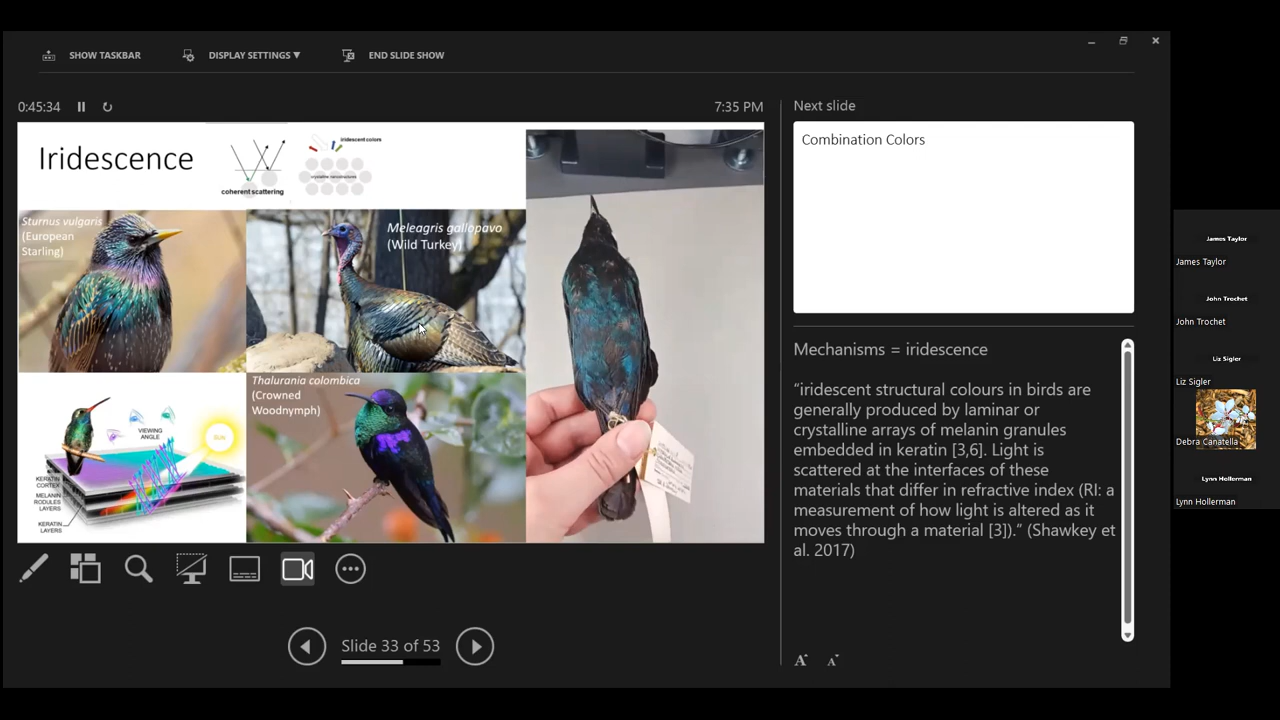 SHOW TASKBAR
DISPLAY SETTINGS ▼
END SLIDE SHOW
0:45:34
7:35 PM
Iridescence
coherent scattering
iridescent colors
crystalline nanostructures
Sturnus vulgaris
(European
Starling)
Meleagris gallopavo
(Wild Turkey)
Thalurania colombica
(Crowned
Woodnymph)
VIEWING
ANGLE
SUN
KERATIN
CORTEX
MELANIN
RODULES
LAYERS
KERATIN
LAYERS
Slide 33 of 53
Next slide
Combination Colors
Mechanisms = iridescence
“iridescent structural colours in birds are
generally produced by laminar or
crystalline arrays of melanin granules
embedded in keratin [3,6]. Light is
scattered at the interfaces of these
materials that differ in refractive index (RI: a
measurement of how light is altered as it
moves through a material [3]).” (Shawkey et
al. 2017)
A A
James Taylor
James Taylor
John Trochet
John Trochet
Liz Sigler
Liz Sigler
Debra Canatella
Lynn Hollerman
Lynn Hollerman